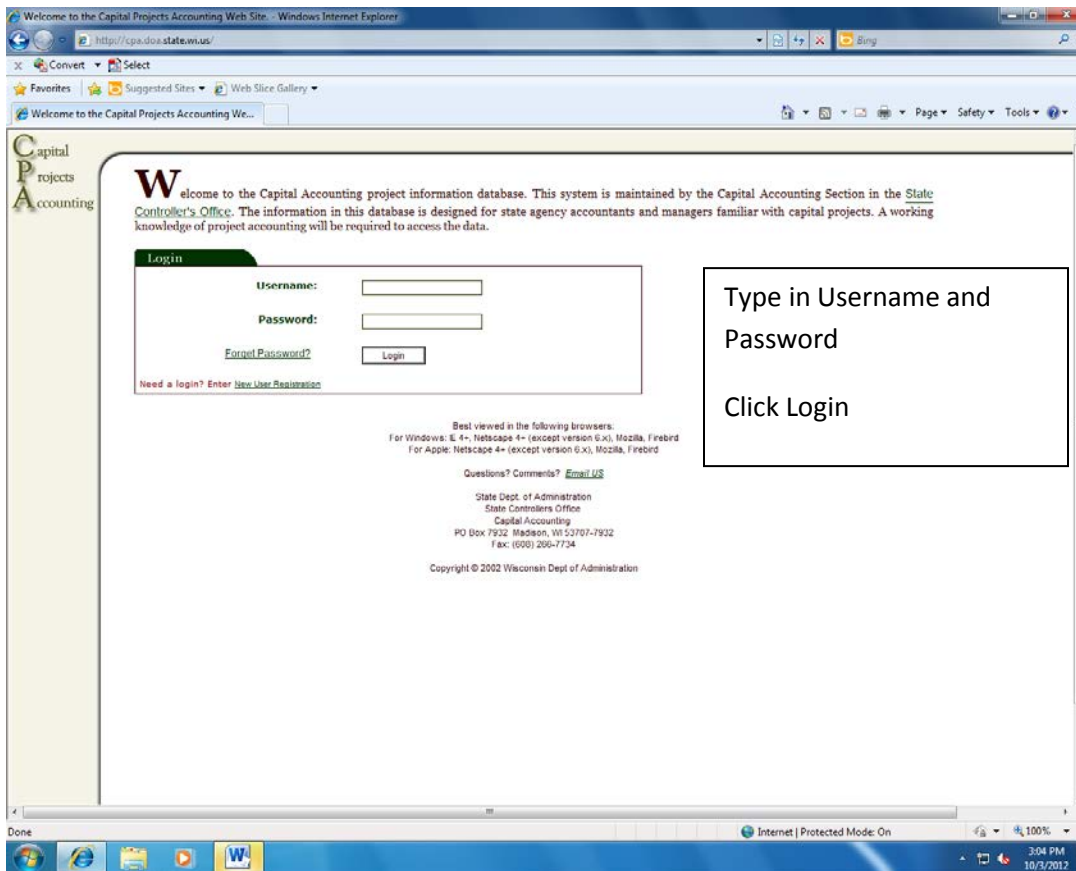 Welcome to the Capital Projects Accounting Web Site. - Windows Internet Explorer
http://cpa.doa.state.wi.us/
Bing
x Convert Select
Favorites Suggested Sites Web Slice Gallery
Welcome to the Capital Projects Accounting We...
Page Safety Tools
Capital
Projects
Accounting
Welcome to the Capital Accounting project information database. This system is maintained by the Capital Accounting Section in the State
Controller's Office. The information in this database is designed for state agency accountants and managers familiar with capital projects. A working
knowledge of project accounting will be required to access the data.
Login
Username:
Password:
Forget Password? Login
Need a login? Enter New User Registration
Type in Username and
Password
Click Login
Best viewed in the following browsers:
For Windows: IE 4+, Netscape 4+ (except version 6.x), Mozilla, Firebird
For Apple: Netscape 4+ (except version 6.x), Mozilla, Firebird
Questions? Comments? Email US
State Dept. of Administration
State Controllers Office
Capital Accounting
PO Box 7932 Madison, WI 53707-7932
Fax: (608) 266-7734
Copyright © 2002 Wisconsin Dept of Administration
Done
Internet | Protected Mode: On
100%
3:04 PM
10/3/2012